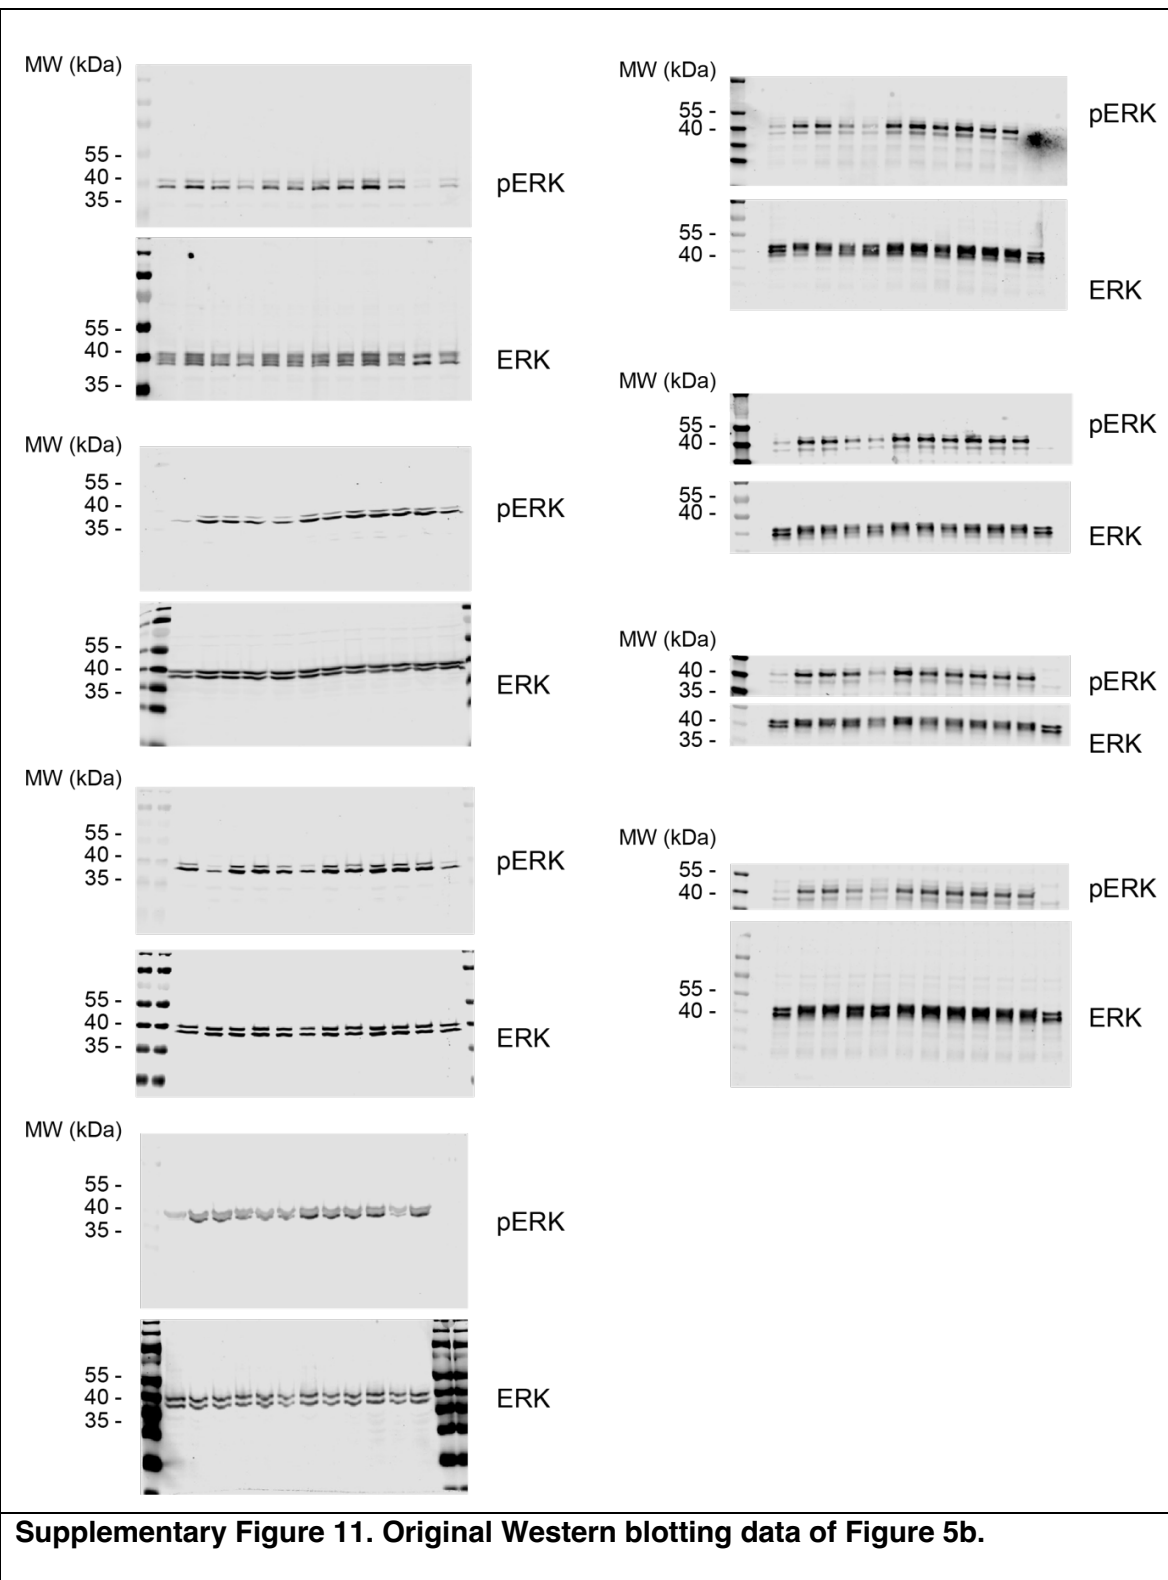 MW (kDa)
55 -
40 -
35 -
pERK
55 -
40 -
35 -
ERK
MW (kDa)
55 -
40 -
35 -
pERK
55 -
40 -
35 -
ERK
MW (kDa)
55 -
40 -
35 -
pERK
55 -
40 -
35 -
ERK
MW (kDa)
55 -
40 -
35 -
pERK
55 -
40 -
35 -
ERK
MW (kDa)
55 -
40 -
pERK
55 -
40 -
ERK
MW (kDa)
55 -
40 -
pERK
55 -
40 -
ERK
MW (kDa)
40 -
35 -
pERK
40 -
35 -
ERK
MW (kDa)
55 -
40 -
pERK
55 -
40 -
ERK
Supplementary Figure 11. Original Western blotting data of Figure 5b.